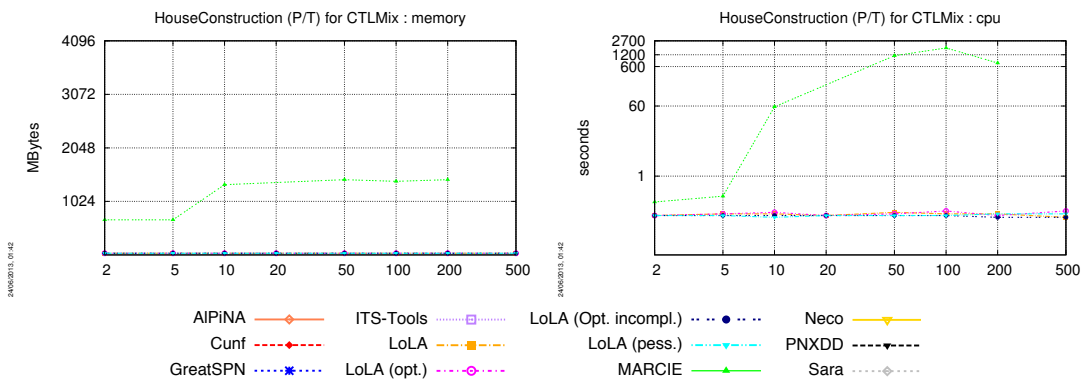 HouseConstruction (P/T) for CTLMix : memory
4096
3072
2048
1024
MBytes
2 5 10 20 50 100 200 500
24/06/2013, 01:42
HouseConstruction (P/T) for CTLMix : cpu
2700
1200
600
60
1
seconds
2 5 10 20 50 100 200 500
24/06/2013, 01:42
AlPiNA ITS-Tools LoLA (Opt. incompl.) Neco
Cunf LoLA LoLA (pess.) PNXDD
GreatSPN LoLA (opt.) MARCIE Sara